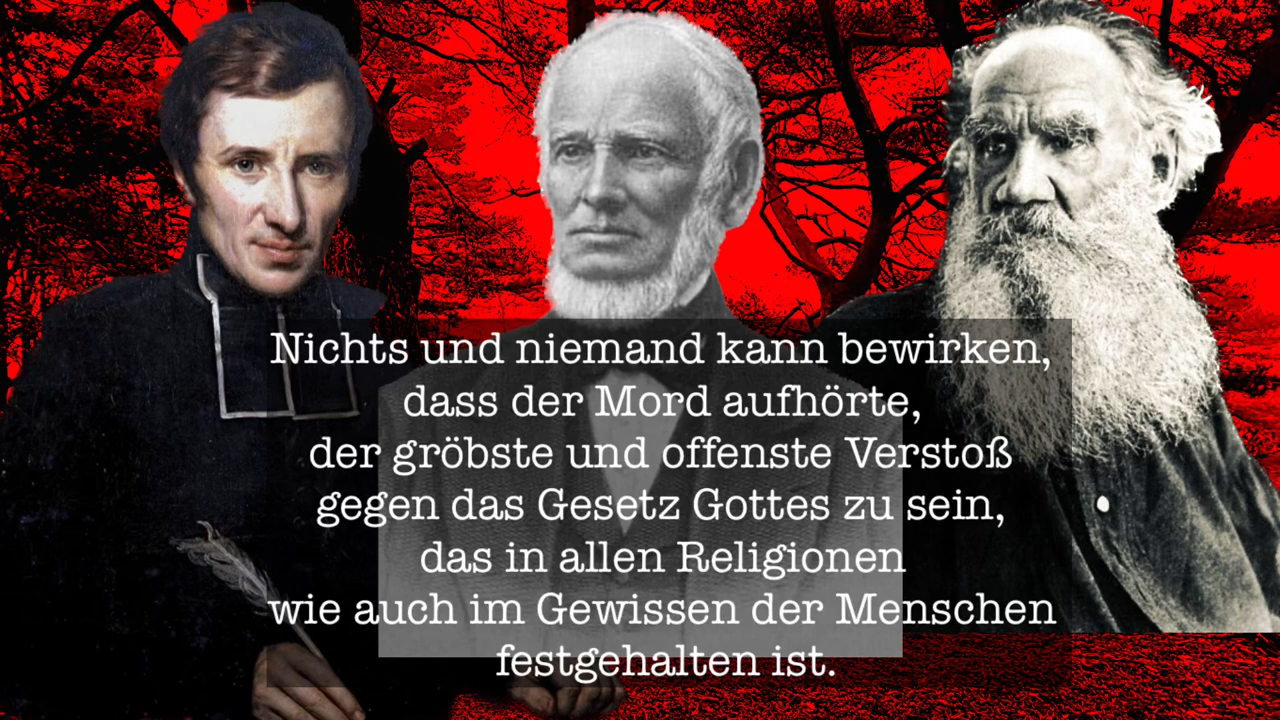 Nichts und niemand kann bewirken,
dass der Mord aufhörte,
der gröbste und offenste Verstoß
gegen das Gesetz Gottes zu sein,
das in allen Religionen
wie auch im Gewissen der Menschen
festgehalten ist.